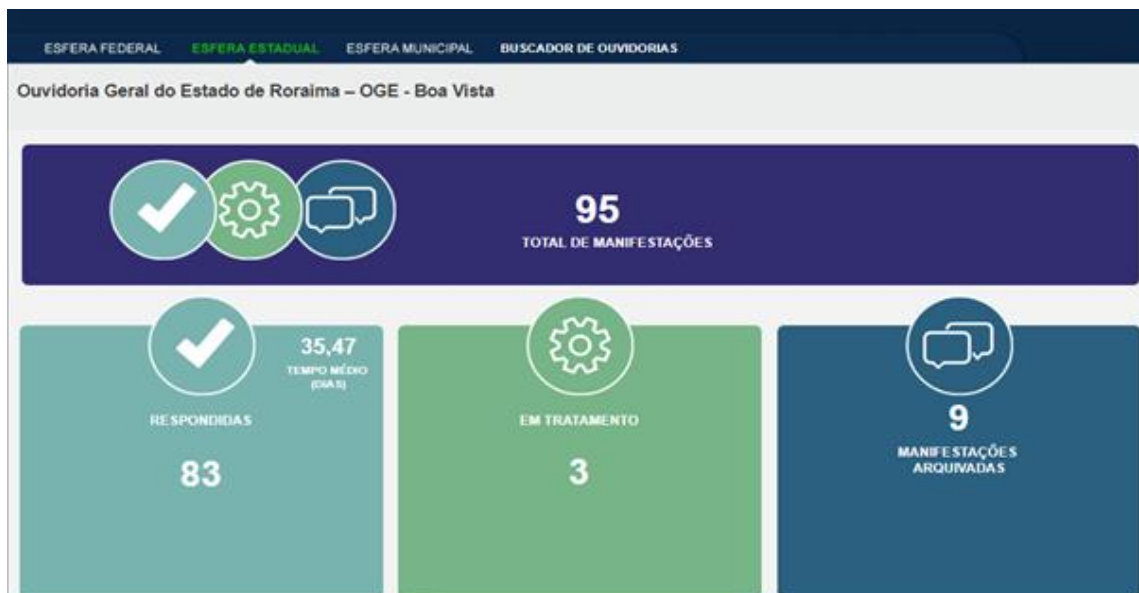 ESFERA FEDERAL ESFERA ESTADUAL ESFERA MUNICIPAL BUSCADOR DE OUVIDORIAS
Ouvidoria Geral do Estado de Roraima – OGE - Boa Vista
95
TOTAL DE MANIFESTAÇÕES
35,47
TEMPO MÉDIO
(DIAS)
RESPONDIDAS
83
EM TRATAMENTO
3
9
MANIFESTAÇÕES
ARQUIVADAS